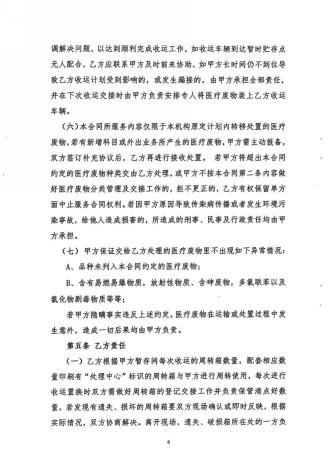 调解决问题，以达到顺利完成收运工作，如收运车辆到达暂时贮存点
无人配合，乙方应联系甲方及时前来协助，如甲方长时间仍不到位导
致乙方收运计划受到影响的，或发生漏接的，由甲方承担全部责任，
并在下次收运交接时由甲方负责安排专人将医疗废物装上乙方收运
车辆。
（六）本合同所服务内容仅限于本机构原定计划内转移处置的医疗
废物，若有新增科目或外出业务所产生的医疗废物，甲方需主动报备，
双方签订补充协议后，乙方再进行接收处置。 若甲方将超出本合同
约定的医疗废物种类交由乙方处理，或甲方不按本合同第二条内容做
好医疗废物分类管理及交接工作的，拒不更正的，乙方有权保留单方
面中止服务合同权利。若因甲方原因导致传染病传播或者发生环境污
染事故，给他人造成损害的，所造成的刑事、民事及行政责任均由甲
方承担。
（七）甲方保证交给乙方处理的医疗废物里不出现如下异常情况：
A、品种未列入本合同约定的医疗废物；
B、含有易燃易爆物质、放射性物质、含砷废物、多氯联苯以及
氰化物剧毒物质等等；
若甲方隐瞒事实违反上述约定，医疗废物在运输或处置过程中发
生意外，造成一切后果均由甲方负责。
第五条 乙方责任
（一）乙方根据甲方暂存间每次收运的周转箱数量，配套相应数
量印刷有“处理中心”标识的周转箱与甲方进行周转使用，每次进行
收运置换时双方需做好周转箱的登记交接工作并负责保管清点好数
量，若发现有遗失、损坏的周转箱要双方现场确认或即时反映，根据
实际情况，双方协商解决。离开现场，遗失、破损箱所在处的一方负
4